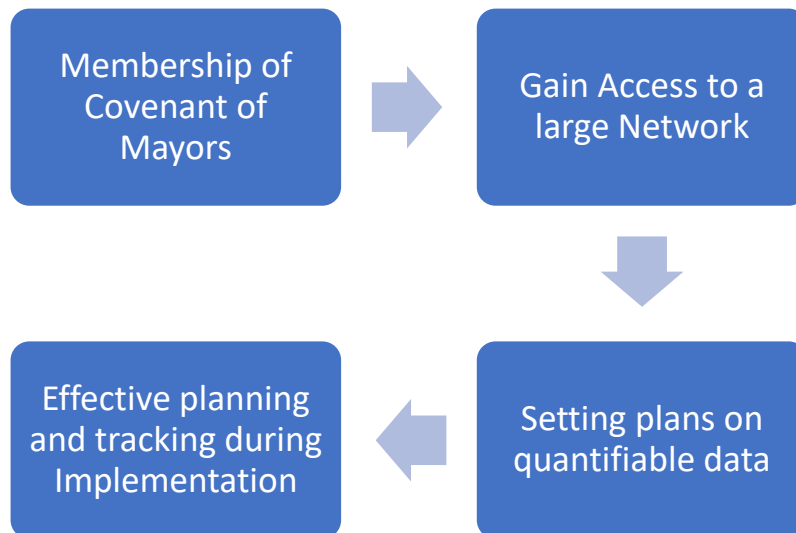 Membership of
Covenant of
Mayors
Gain Access to a
large Network
Setting plans on
quantifiable data
Effective planning
and tracking during
Implementation